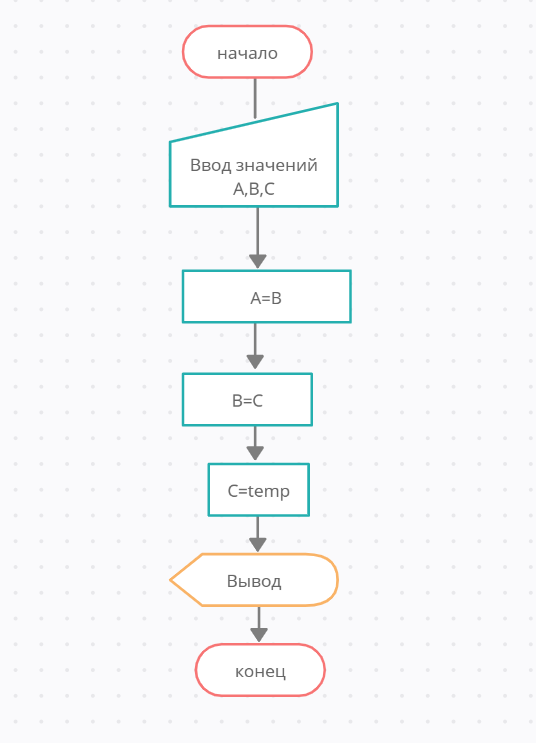 начало
Ввод значений
A,B,C
A=B
B=C
C=temp
Вывод
конец